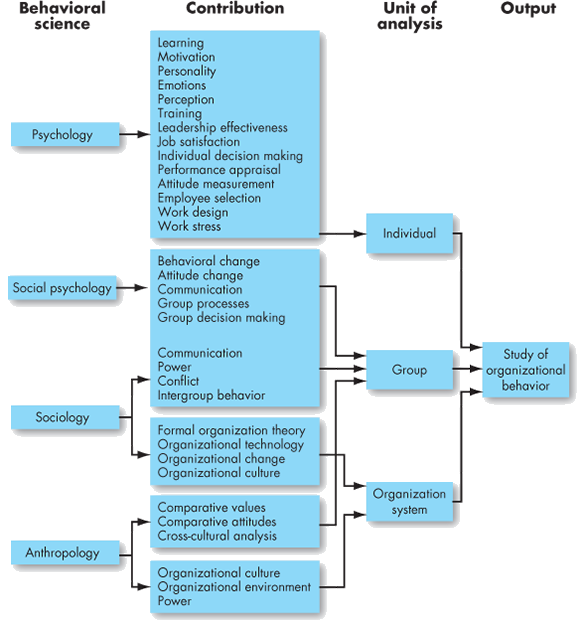 Behavioral
science
Contribution
Unit of
analysis
Output
Psychology
Learning
Motivation
Personality
Emotions
Perception
Training
Leadership effectiveness
Job satisfaction
Individual decision making
Performance appraisal
Attitude measurement
Employee selection
Work design
Work stress
Individual
Social psychology
Behavioral change
Attitude change
Communication
Group processes
Group decision making
Communication
Power
Conflict
Intergroup behavior
Group
Study of
organizational
behavior
Sociology
Formal organization theory
Organizational technology
Organizational change
Organizational culture
Organization
system
Anthropology
Comparative values
Comparative attitudes
Cross-cultural analysis
Organizational culture
Organizational environment
Power